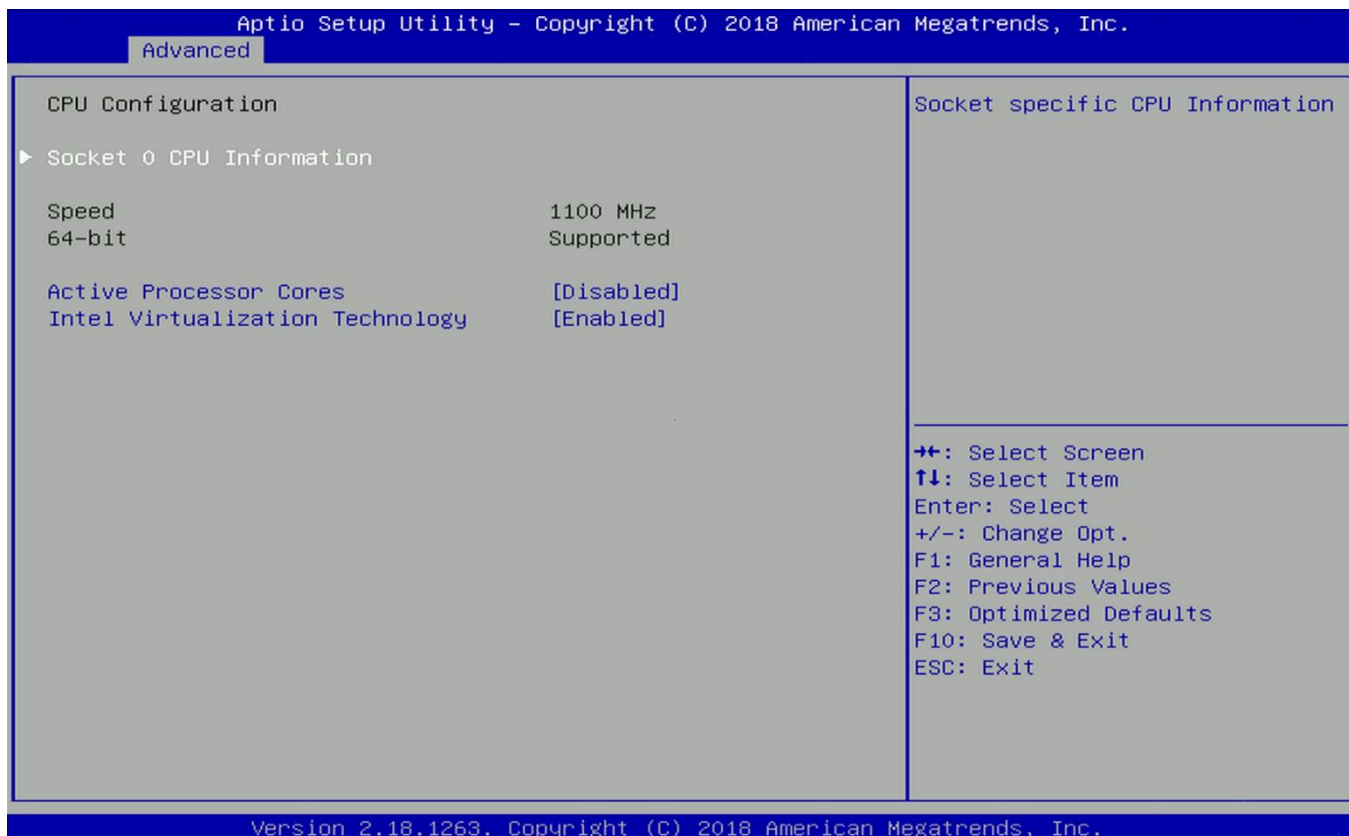 Aptio Setup Utility – Copyright (C) 2018 American Megatrends, Inc.
Advanced
CPU Configuration
Socket specific CPU Information
▶ Socket 0 CPU Information
Speed 1100 MHz
64-bit Supported
Active Processor Cores [Disabled]
Intel Virtualization Technology [Enabled]
→←: Select Screen
↑↓: Select Item
Enter: Select
+/-: Change Opt.
F1: General Help
F2: Previous Values
F3: Optimized Defaults
F10: Save & Exit
ESC: Exit
Version 2.18.1263. Copyright (C) 2018 American Megatrends, Inc.